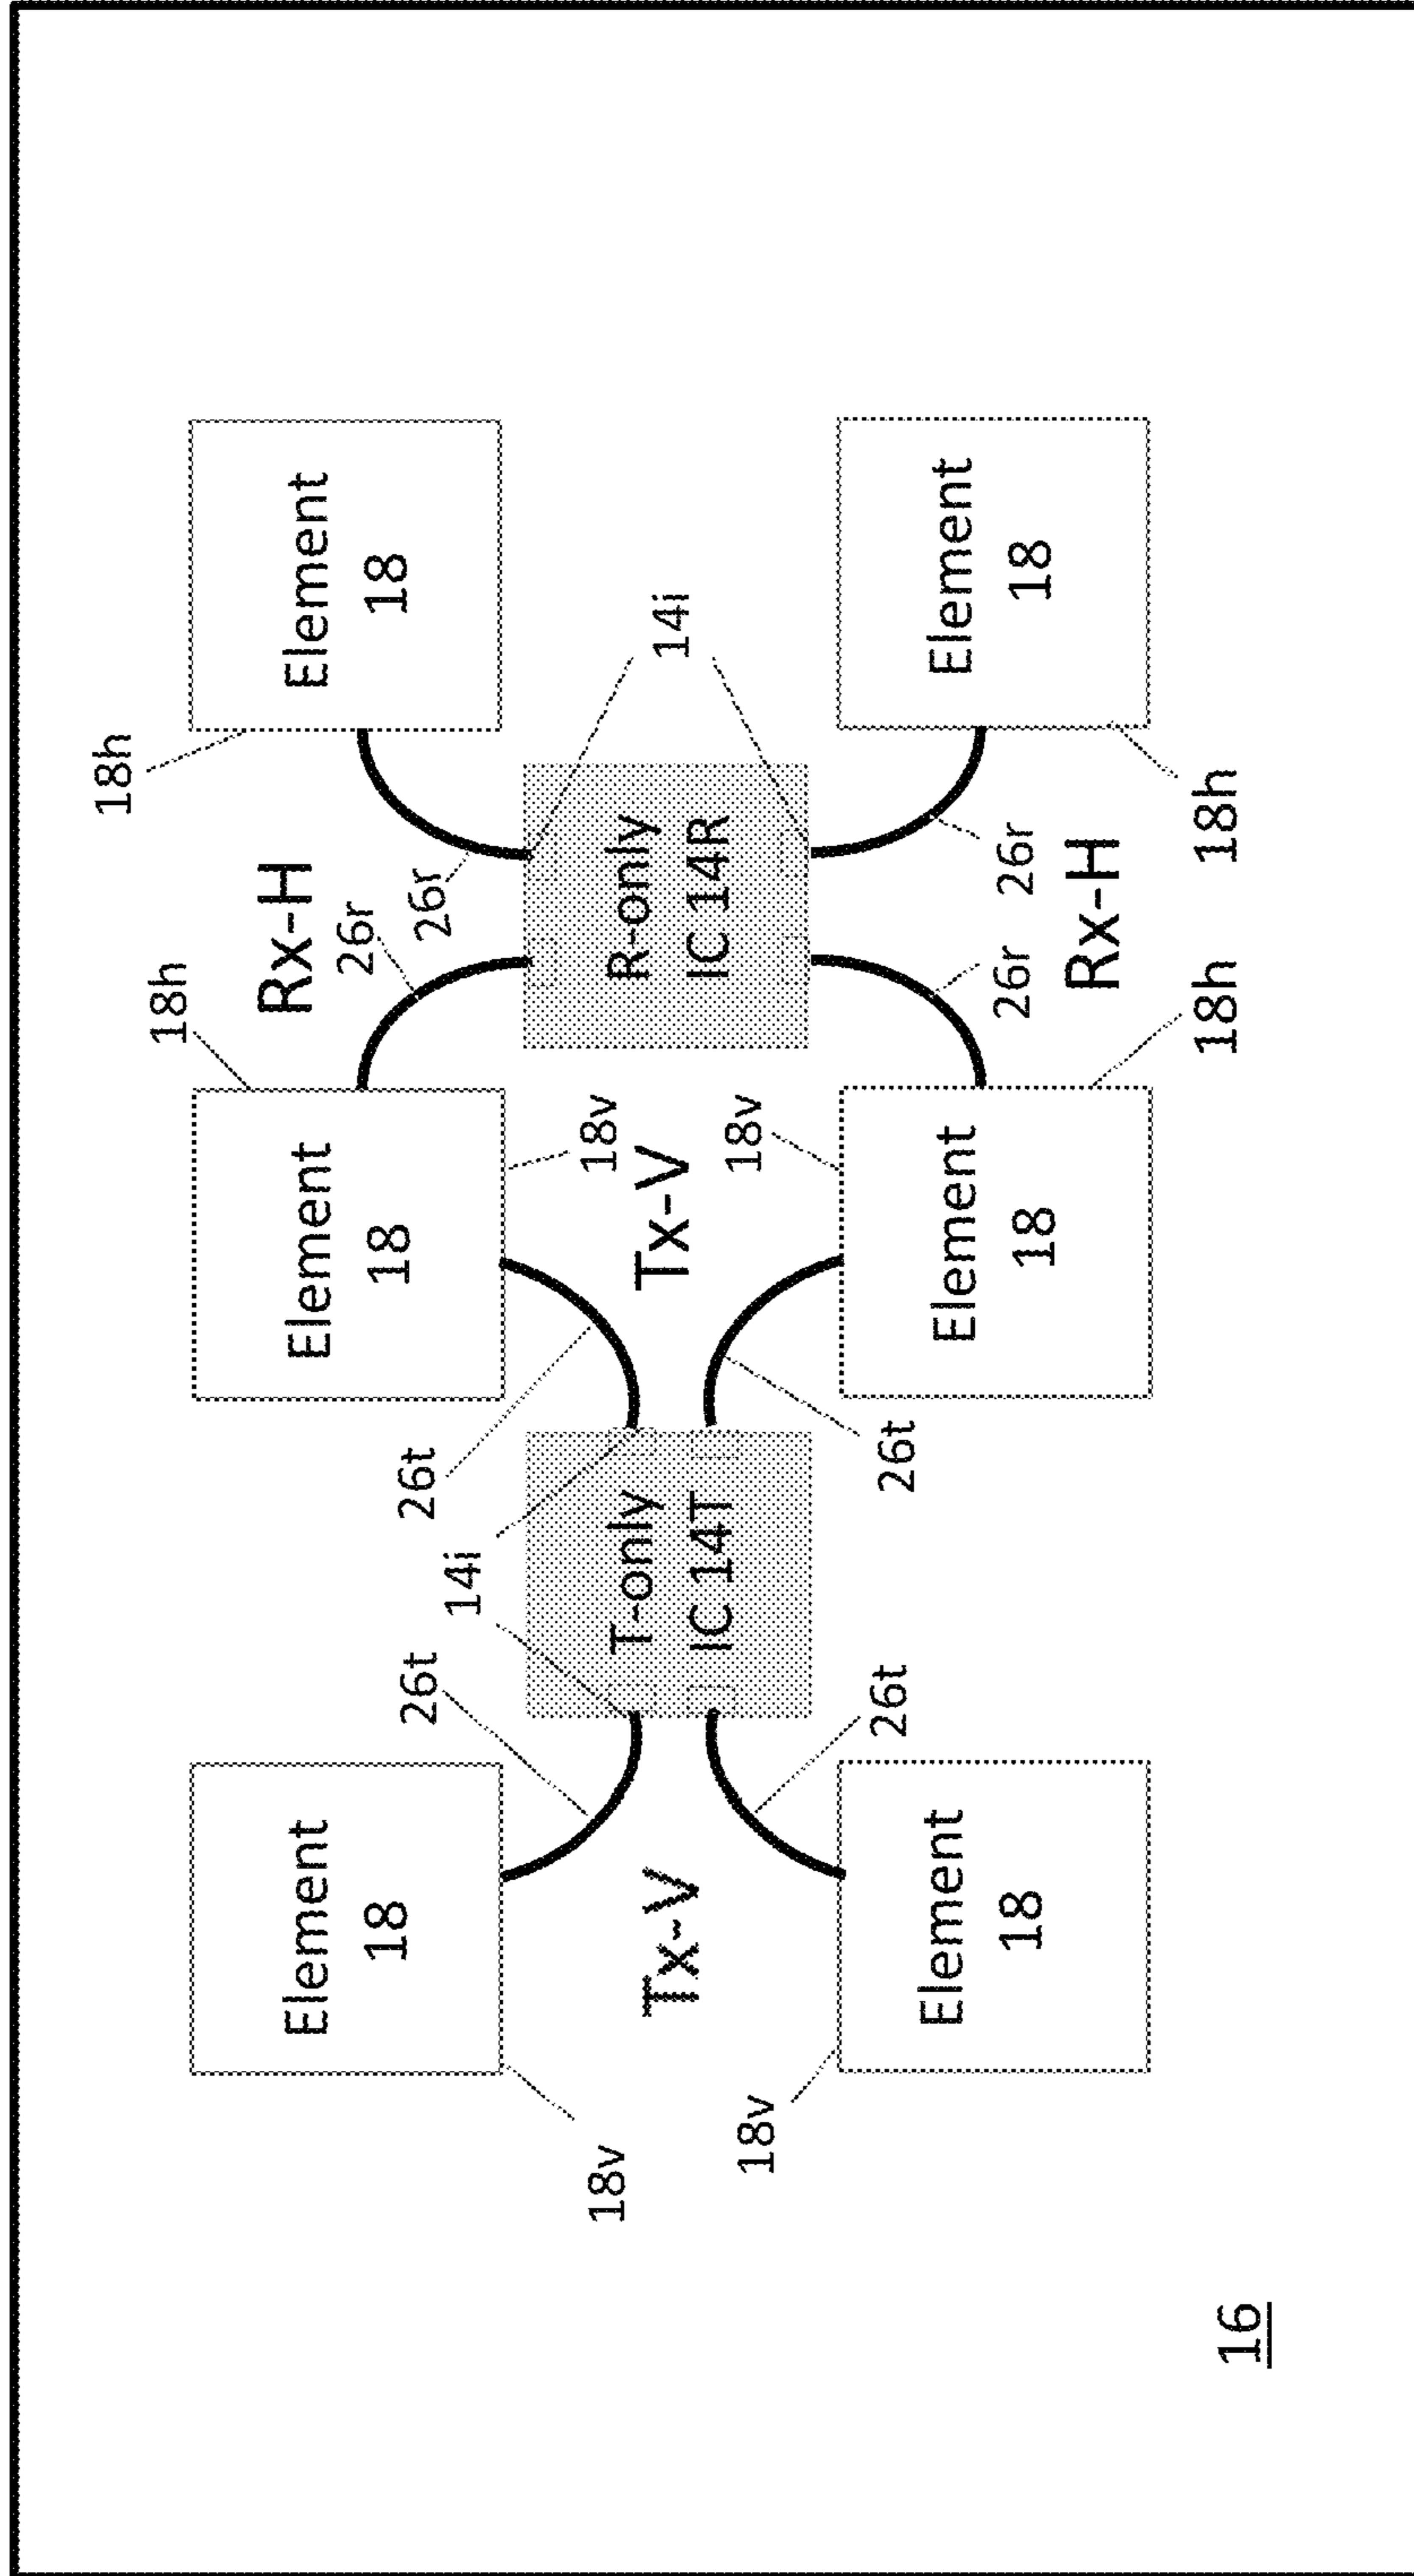 18h
18h
Rx-H
Element
18
Element
18
Element
18
26r
26r
26t
26t
14i
18v
18v
T-only
IC 14T
R-only
IC 14R
14i
Tx-V
Tx-V
18v
18v
26t
26t
Element
18
Element
18
Element
18
26r
26r
Rx-H
18h
18h
16